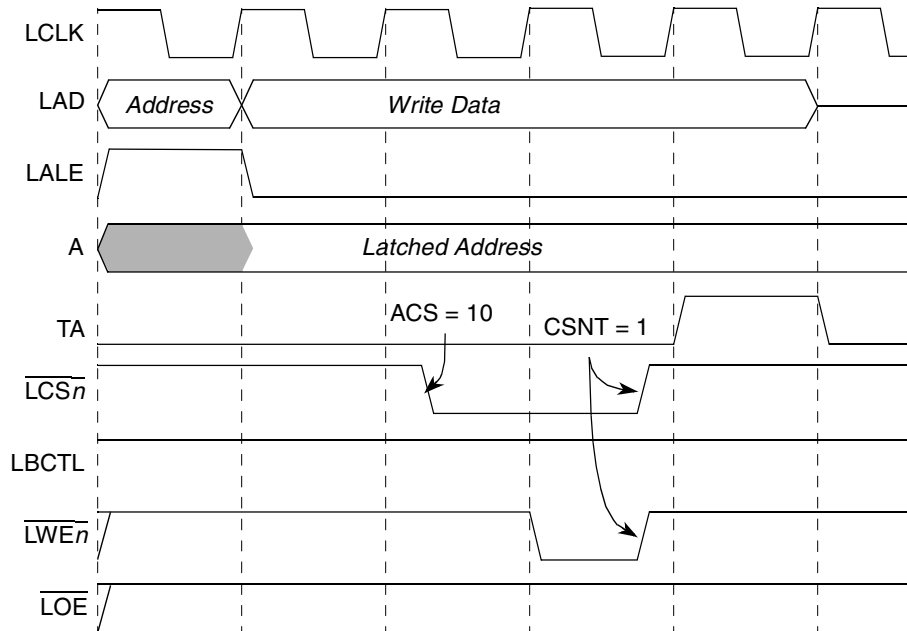 LCLK
LAD
Address
Write Data
LALE
A
Latched Address
TA
ACS = 10
CSNT = 1
LCSn
LBCTL
LWEn
LOE